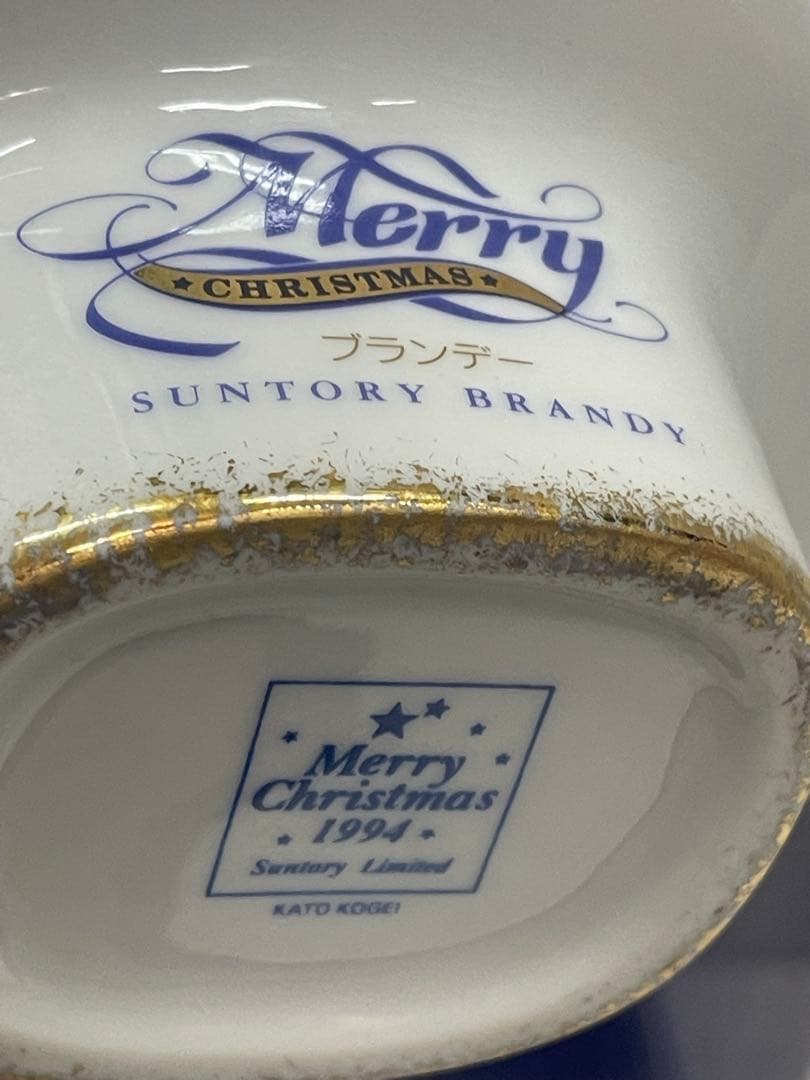 Merry
CHRISTMAS
ブランデー
SUNTORY BRANDY
Merry
Christmas
1994
Suntory Limited
KATO KOGEI